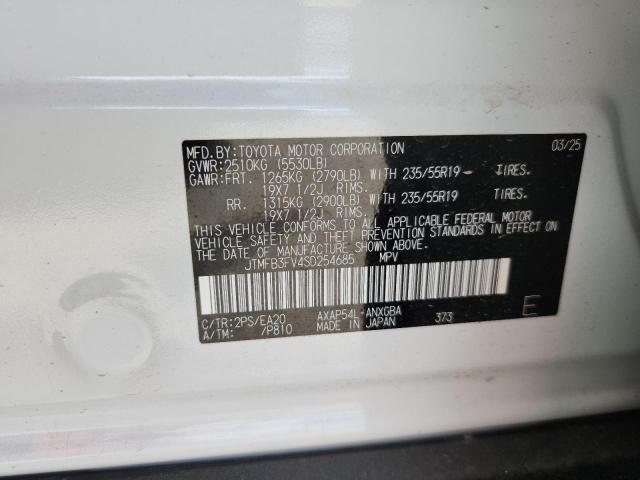 MFD.BY:TOYOTA MOTOR CORPORATION 03/25
GVWR:2510KG (5530LB)
GAWR:FRT. 1265KG (2790LB) WITH 235/55R19 TIRES.
19X7 1/2J RIMS.
RR. 1315KG (2900LB) WITH 235/55R19 TIRES.
19X7 1/2J RIMS.
THIS VEHICLE CONFORMS TO ALL APPLICABLE FEDERAL MOTOR
VEHICLE SAFETY AND THEFT PREVENTION STANDARDS IN EFFECT ON
THE DATE OF MANUFACTURE SHOWN ABOVE.
JTMFB3FV4SD254685 MPV
C/TR:2PS/EA20 AXAP54L-ANXGBA 373 E
A/TM: /P810 MADE IN JAPAN